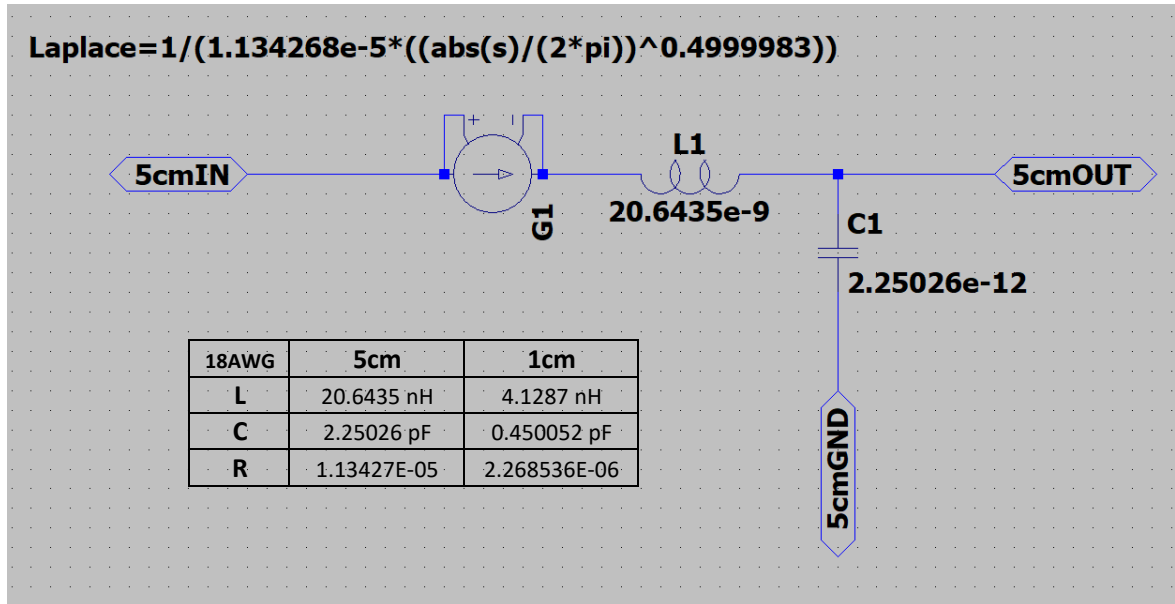 Laplace=1/(1.134268e-5*((abs(s)/(2*pi))^0.4999983))
+ -
5cmIN
L1
5cmOUT
20.6435e-9
G1
C1
2.25026e-12
18AWG 5cm 1cm
L 20.6435 nH 4.1287 nH
C 2.25026 pF 0.450052 pF
R 1.13427E-05 2.268536E-06
5cmGND